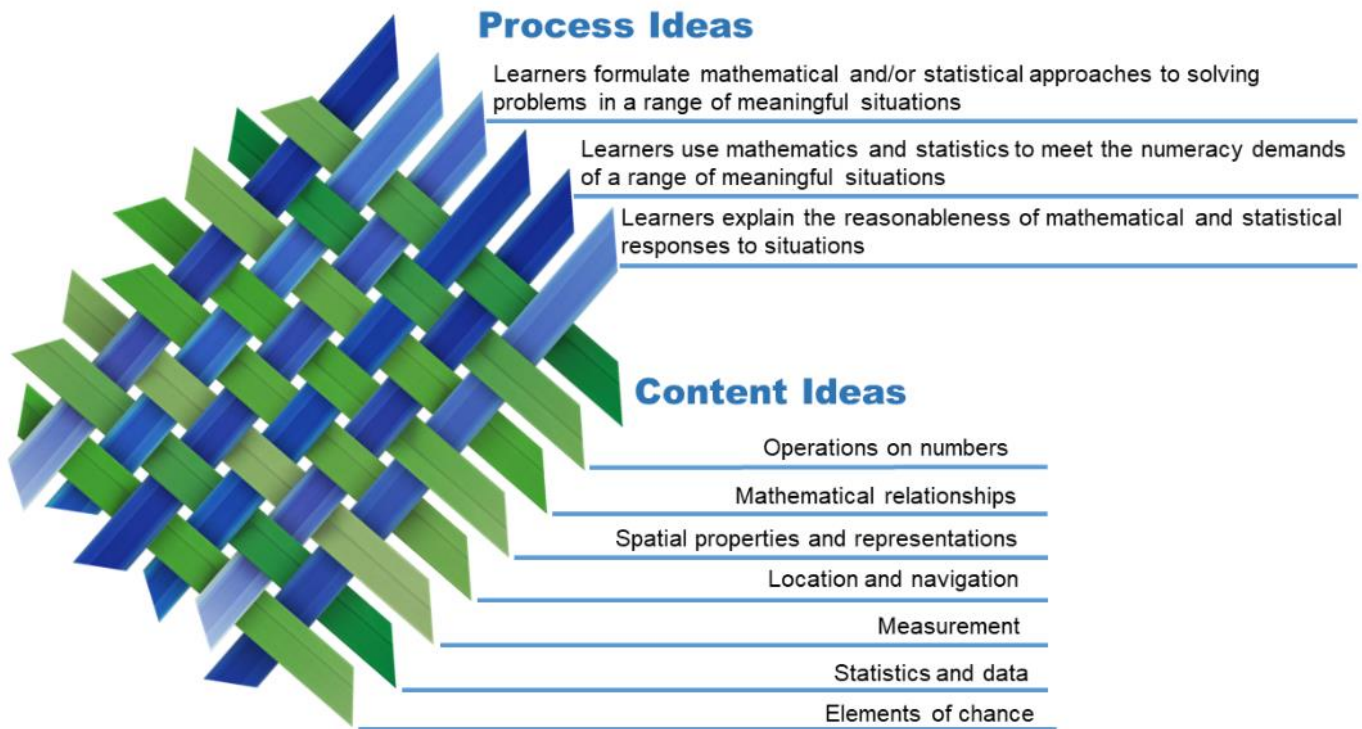 Process Ideas
Learners formulate mathematical and/or statistical approaches to solving
problems in a range of meaningful situations
Learners use mathematics and statistics to meet the numeracy demands
of a range of meaningful situations
Learners explain the reasonableness of mathematical and statistical
responses to situations
Content Ideas
Operations on numbers
Mathematical relationships
Spatial properties and representations
Location and navigation
Measurement
Statistics and data
Elements of chance